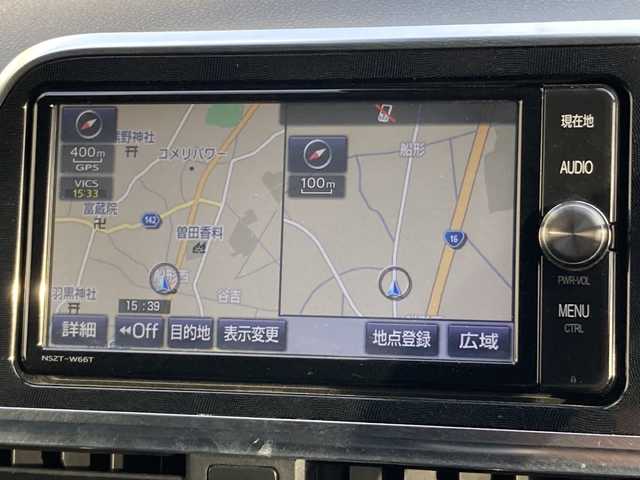 熊野神社
400m
GPS
VICS
15:33
コメリパワー
富蔵院
142
曽田香料
羽黒神社
谷吉
15:39
詳細
◀◀Off
目的地
表示変更
NSZT-W66T
船形
100m
16
地点登録
広域
現在地
AUDIO
PWR•VOL
MENU
CTRL